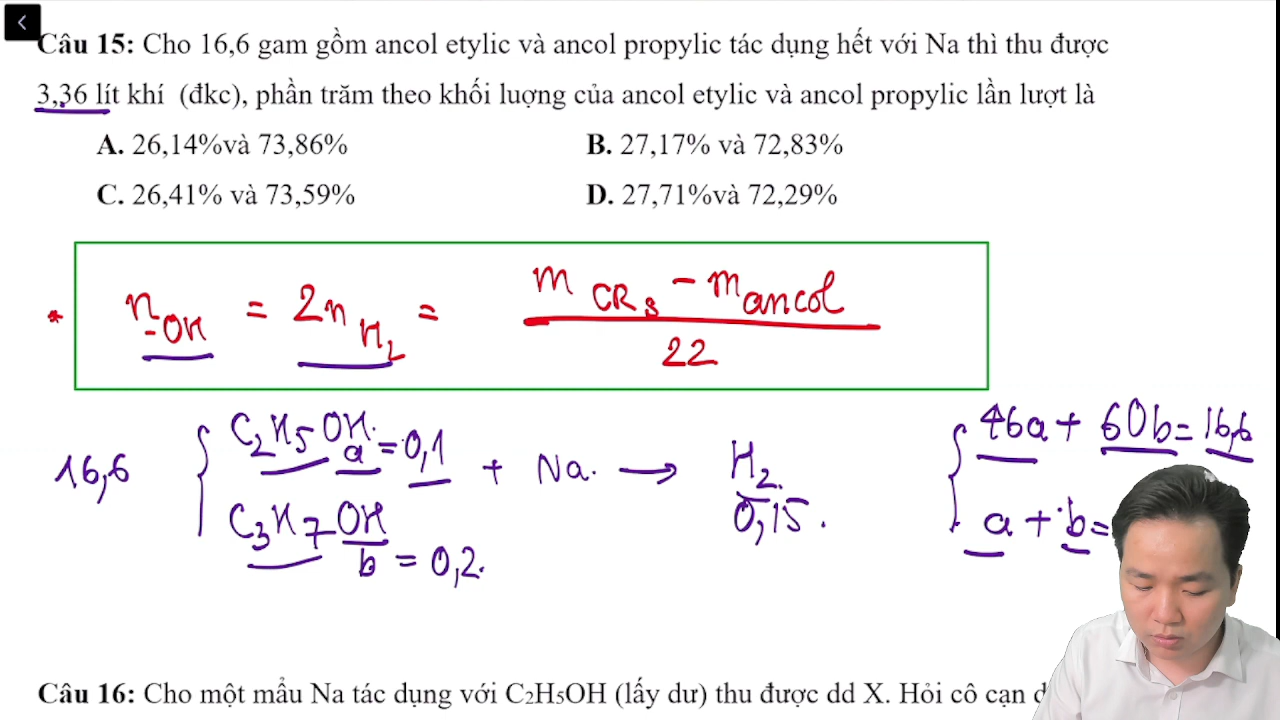 Câu 15: Cho 16,6 gam gồm ancol etylic và ancol propylic tác dụng hết với Na thì thu được
3,36 lít khí (đkc), phần trăm theo khối luợng của ancol etylic và ancol propylic lần lượt là
A. 26,14%và 73,86% B. 27,17% và 72,83%
C. 26,41% và 73,59% D. 27,71%và 72,29%
* n-OH = 2nH2 = mCRs - mancol / 22
16,6 { C2H5OH a = 0,1 + Na. → H2 0,15.
C3H7OH b = 0,2.
{ 46a + 60b = 16,6
a + b =
Câu 16: Cho một mẩu Na tác dụng với C2H5OH (lấy dư) thu được dd X. Hỏi cô cạn